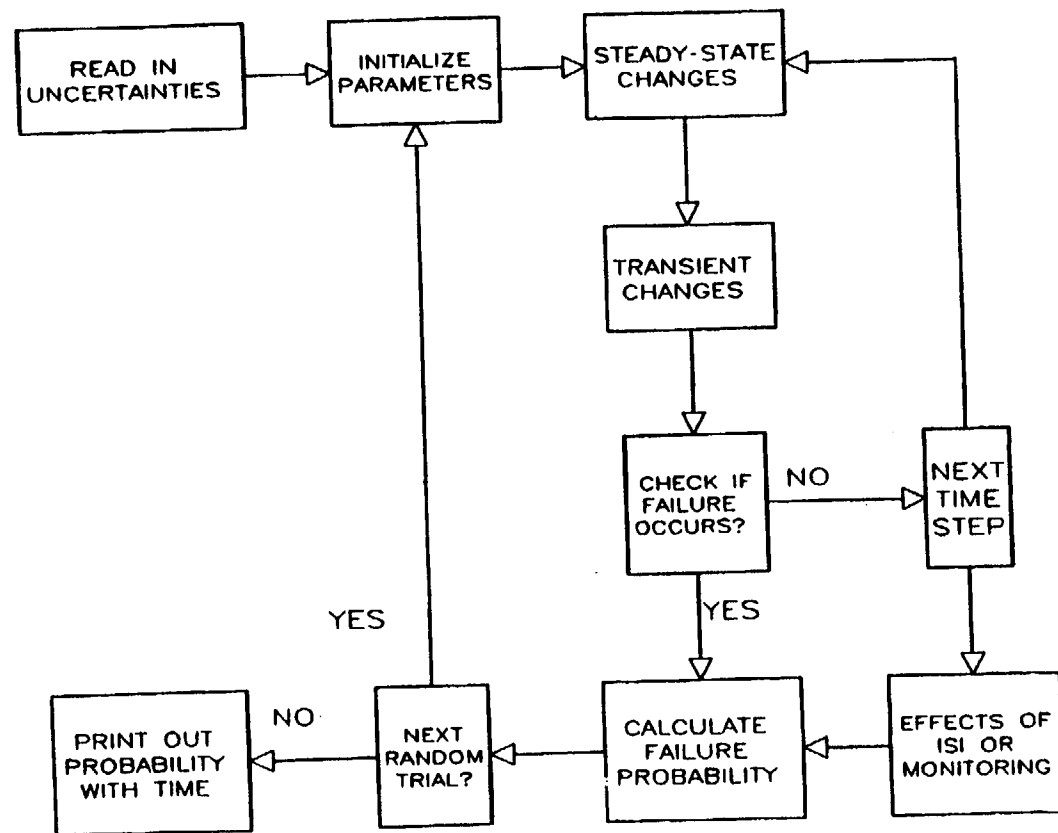 READ IN
UNCERTAINTIES
INITIALIZE
PARAMETERS
STEADY-STATE
CHANGES
TRANSIENT
CHANGES
CHECK IF
FAILURE
OCCURS?
NO
NEXT
TIME
STEP
YES
YES
NO
PRINT OUT
PROBABILITY
WITH TIME
NEXT
RANDOM
TRIAL?
CALCULATE
FAILURE
PROBABILITY
EFFECTS OF
ISI OR
MONITORING